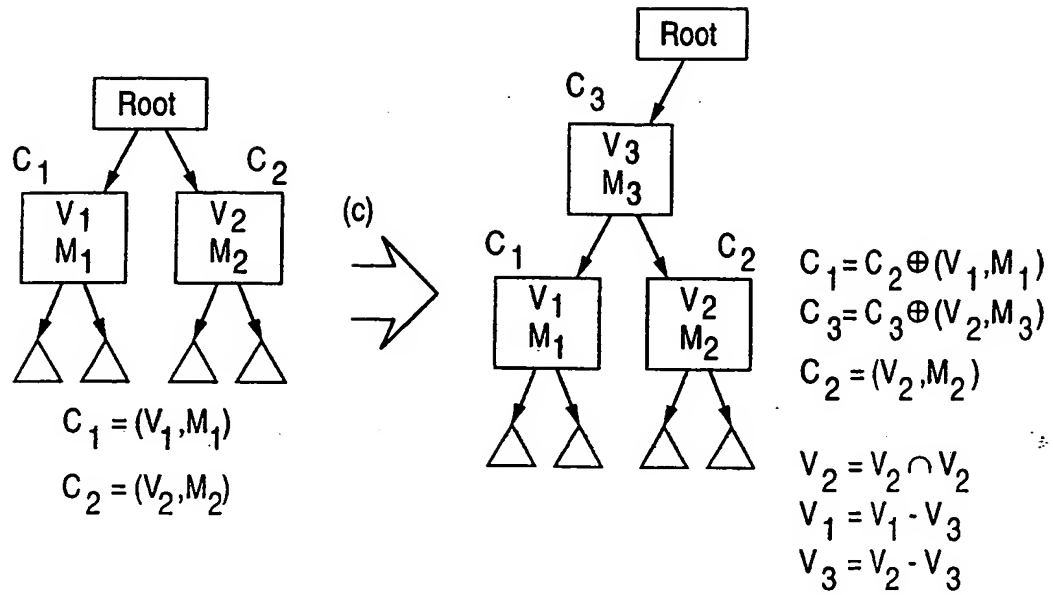 Root
C1
C2
V1
M1
V2
M2
C1 = (V1,M1)
C2 = (V2,M2)
(c)
Root
C3
V3
M3
C1
C2
V1
M1
V2
M2
C1 = C2 ⊕ (V1,M1)
C3 = C3 ⊕ (V2,M3)
C2 = (V2,M2)
V2 = V2 ∩ V2
V1 = V1 - V3
V3 = V2 - V3